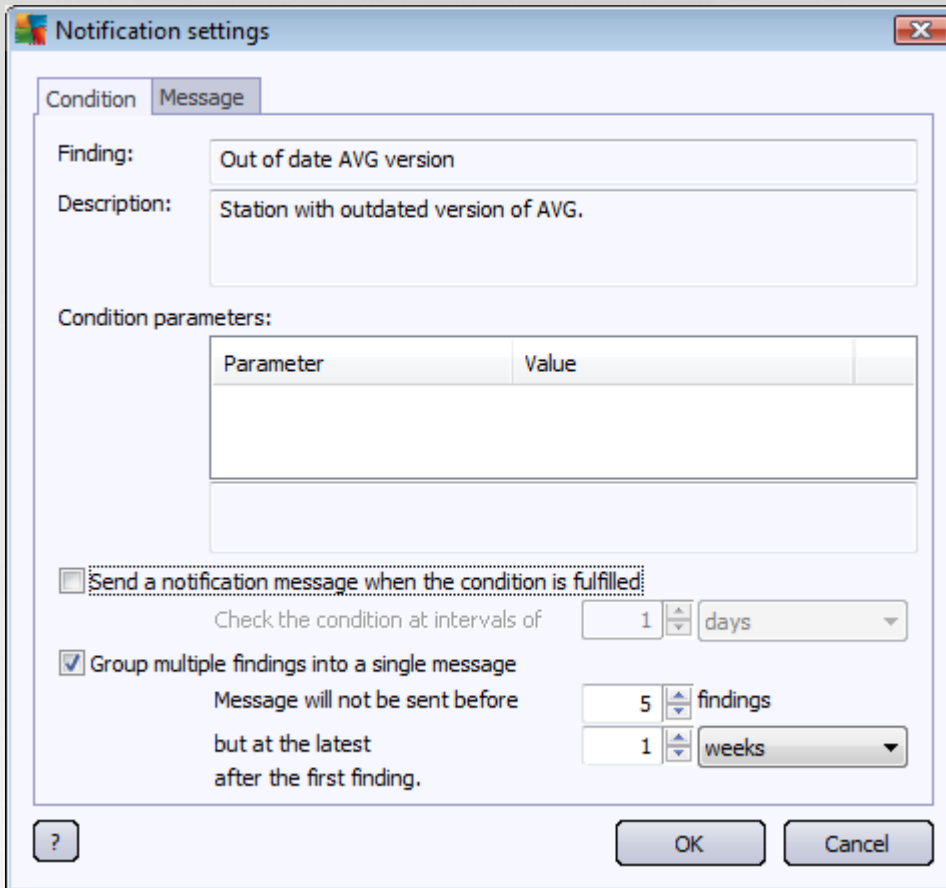 Notification settings
Condition Message
Finding: Out of date AVG version
Description: Station with outdated version of AVG.
Condition parameters:
Parameter Value
Send a notification message when the condition is fulfilled
Check the condition at intervals of 1 days
Group multiple findings into a single message
Message will not be sent before 5 findings
but at the latest 1 weeks
after the first finding.
? OK Cancel